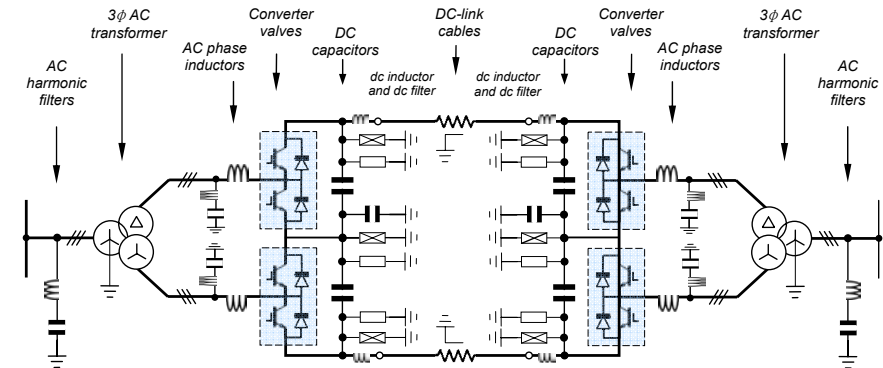 3ϕ AC
transformer
AC
harmonic
filters
AC phase
inductors
Converter
valves
DC
capacitors
dc inductor
and dc filter
DC-link
cables
dc inductor
and dc filter
DC
capacitors
Converter
valves
AC phase
inductors
3ϕ AC
transformer
AC
harmonic
filters
Δ
Δ